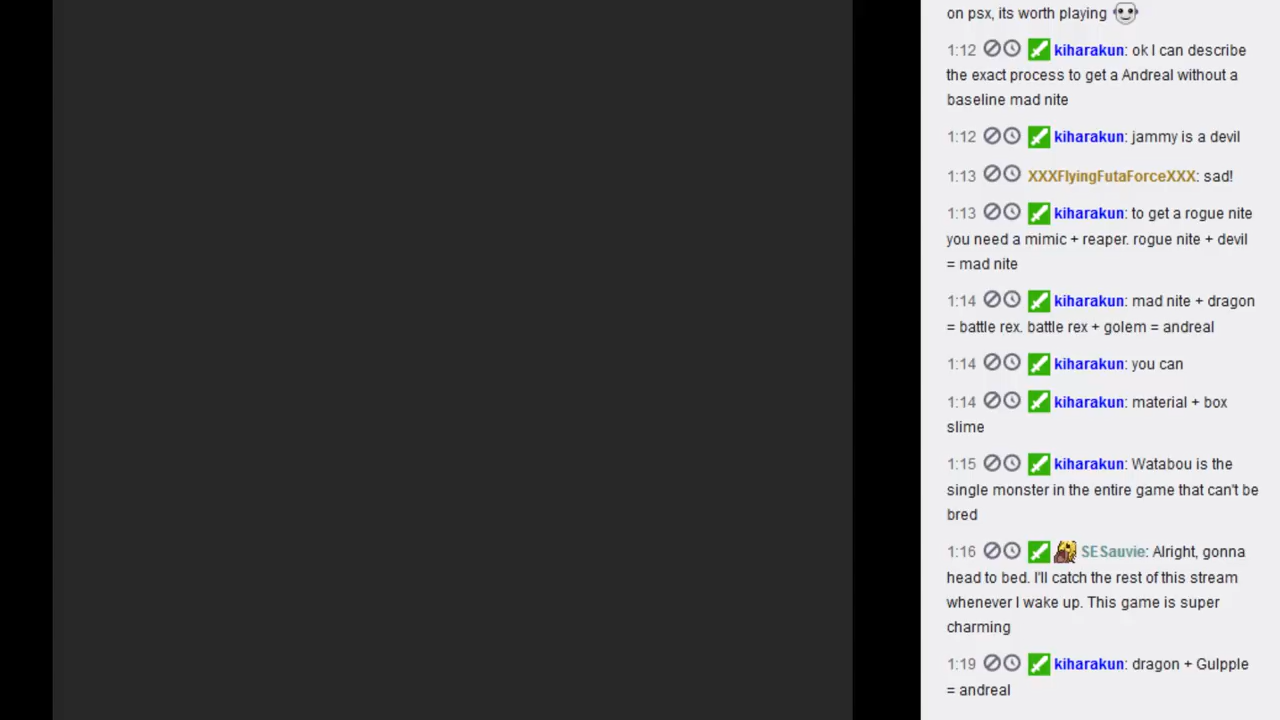 on psx, its worth playing
1:12 kiharakun: ok I can describe
the exact process to get a Andreal without a
baseline mad nite
1:12 kiharakun: jammy is a devil
1:13 XXXFlyingFutaForceXXX: sad!
1:13 kiharakun: to get a rogue nite
you need a mimic + reaper. rogue nite + devil
= mad nite
1:14 kiharakun: mad nite + dragon
= battle rex. battle rex + golem = andreal
1:14 kiharakun: you can
1:14 kiharakun: material + box
slime
1:15 kiharakun: Watabou is the
single monster in the entire game that can't be
bred
1:16 SESauvie: Alright, gonna
head to bed. I'll catch the rest of this stream
whenever I wake up. This game is super
charming
1:19 kiharakun: dragon + Gulpple
= andreal